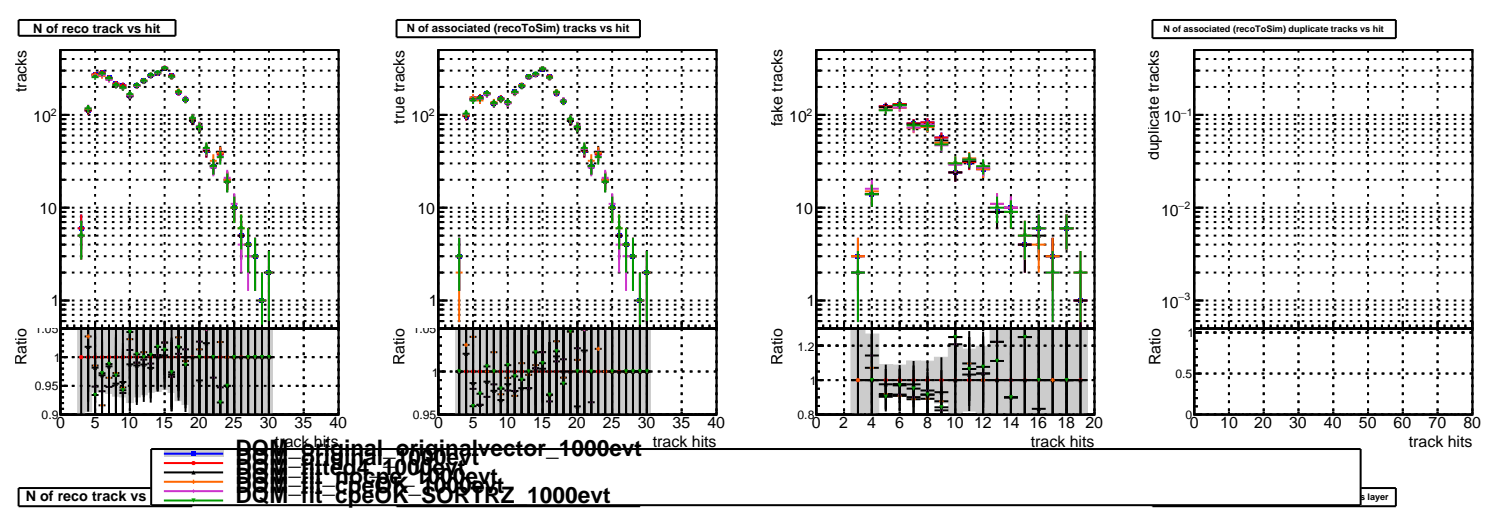 N of reco track vs hit
N of associated (recoToSim) tracks vs hit
N of associated (recoToSim) duplicate tracks vs hit
tracks
10²
10
1
Ratio
1.05
1
0.95
0.9
0 5 10 15 20 25 30 35 40
track hits
true tracks
10²
10
1
Ratio
1.05
1
0.95
0 5 10 15 20 25 30 35 40
track hits
fake tracks
10²
10
1
Ratio
1.2
1
0.8
0 2 4 6 8 10 12 14 16 18 20
track hits
duplicate tracks
10⁻¹
10⁻²
10⁻³
Ratio
1
0.5
0
0 10 20 30 40 50 60 70 80
track hits
DQM_original_originalvector_1000evt
DQM_original_1000evt
DQM_fit_cpeOK_SORTRZ_1000evt
N of reco track vs
s layer